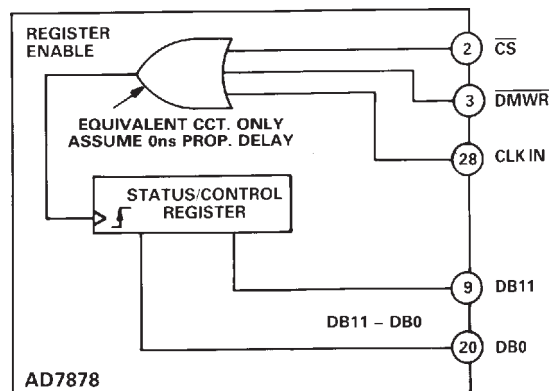 REGISTER
ENABLE
2 CS
3 DMWR
EQUIVALENT CCT. ONLY
ASSUME 0ns PROP. DELAY
28 CLK IN
STATUS/CONTROL
REGISTER
9 DB11
DB11 – DB0
20 DB0
AD7878